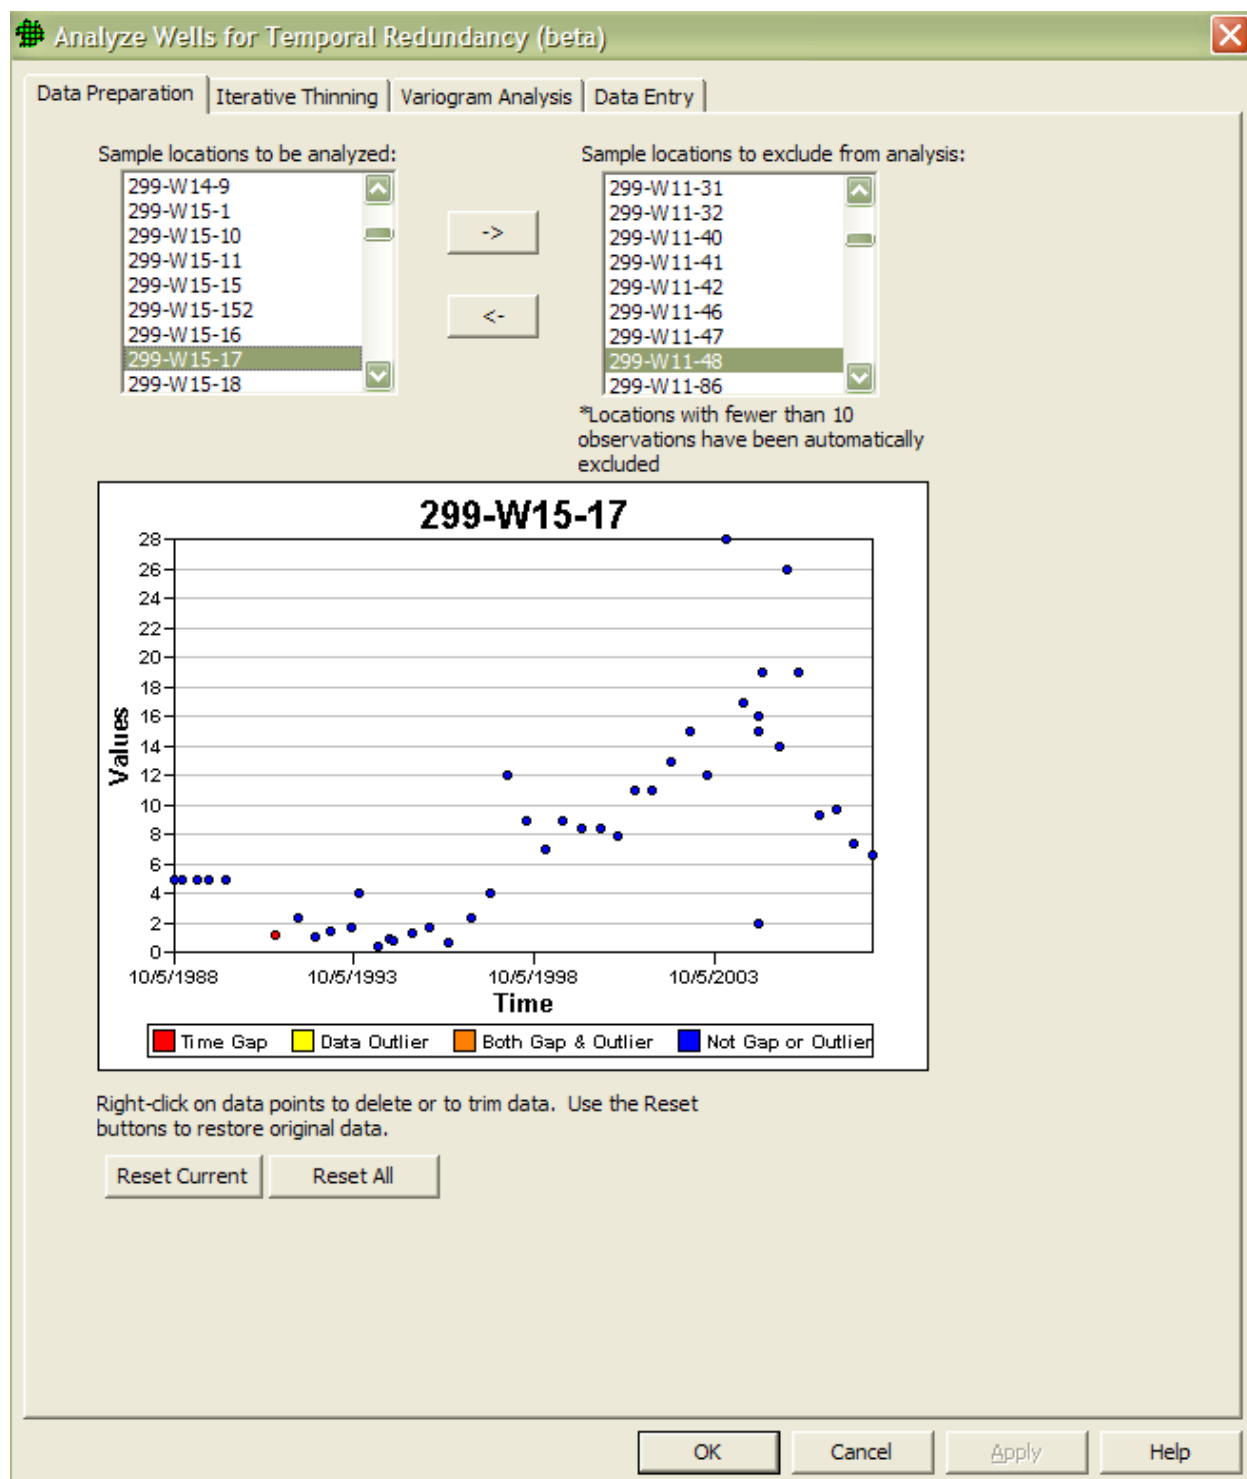 Analyze Wells for Temporal Redundancy (beta)
Data Preparation Iterative Thinning Variogram Analysis Data Entry
Sample locations to be analyzed:
299-W14-9
299-W15-1
299-W15-10
299-W15-11
299-W15-15
299-W15-152
299-W15-16
299-W15-17
299-W15-18
->
<-
Sample locations to exclude from analysis:
299-W11-31
299-W11-32
299-W11-40
299-W11-41
299-W11-42
299-W11-46
299-W11-47
299-W11-48
299-W11-86
*Locations with fewer than 10
observations have been automatically
excluded
299-W15-17
Values
28
26
24
22
20
18
16
14
12
10
8
6
4
2
0
10/5/1988 10/5/1993 10/5/1998 10/5/2003
Time
Time Gap Data Outlier Both Gap & Outlier Not Gap or Outlier
Right-click on data points to delete or to trim data. Use the Reset
buttons to restore original data.
Reset Current Reset All
OK Cancel Apply Help